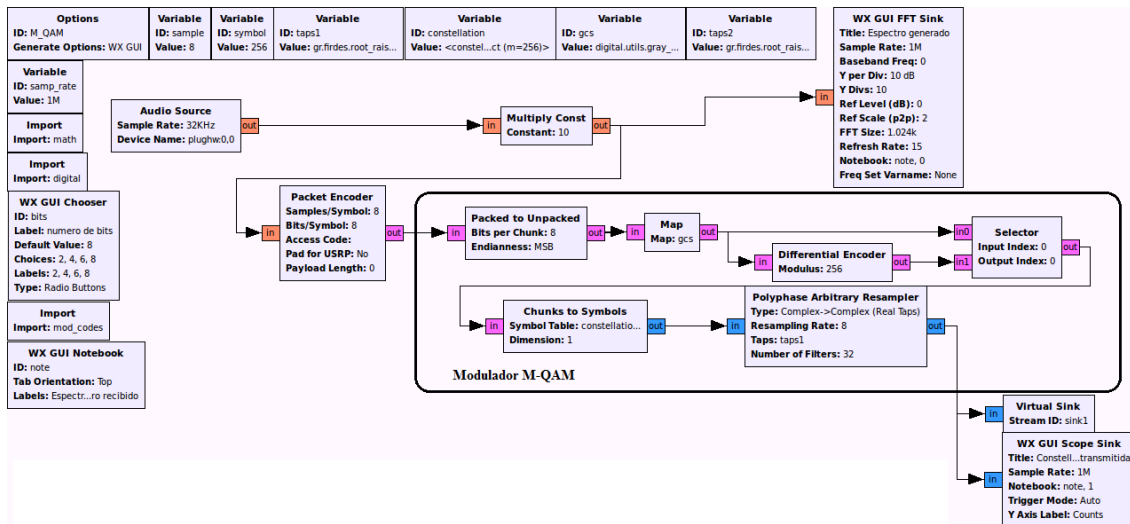 Options
ID: M_QAM
Generate Options: WX GUI
Variable
ID: sample
Value: 8
Variable
ID: symbol
Value: 256
Variable
ID: taps1
Value: gr.firdes.root_rais...
Variable
ID: constellation
Value: <constel...ct (m=256)>
Variable
ID: gcs
Value: digital.utils.gray_...
Variable
ID: taps2
Value: gr.firdes.root_rais...
WX GUI FFT Sink
Title: Espectro generado
Sample Rate: 1M
Baseband Freq: 0
Y per Div: 10 dB
Y Divs: 10
Ref Level (dB): 0
Ref Scale (p2p): 2
FFT Size: 1.024k
Refresh Rate: 15
Notebook: note, 0
Freq Set Varname: None
in
Variable
ID: samp_rate
Value: 1M
Audio Source
Sample Rate: 32KHz
Device Name: plughw:0,0
out
in
Multiply Const
Constant: 10
out
Import
Import: math
Import
Import: digital
WX GUI Chooser
ID: bits
Label: numero de bits
Default Value: 8
Choices: 2, 4, 6, 8
Labels: 2, 4, 6, 8
Type: Radio Buttons
Import
Import: mod_codes
WX GUI Notebook
ID: note
Tab Orientation: Top
Labels: Espectr...ro recibido
in
Packet Encoder
Samples/Symbol: 8
Bits/Symbol: 8
Access Code:
Pad for USRP: No
Payload Length: 0
out
in
Packed to Unpacked
Bits per Chunk: 8
Endianness: MSB
out
in
Map
Map: gcs
out
in
Differential Encoder
Modulus: 256
out
in0
in1
Selector
Input Index: 0
Output Index: 0
out
in
Chunks to Symbols
Symbol Table: constellatio...
Dimension: 1
out
in
Polyphase Arbitrary Resampler
Type: Complex->Complex (Real Taps)
Resampling Rate: 8
Taps: taps1
Number of Filters: 32
out
Modulador M-QAM
in
Virtual Sink
Stream ID: sink1
in
WX GUI Scope Sink
Title: Constell...transmitida
Sample Rate: 1M
Notebook: note, 1
Trigger Mode: Auto
Y Axis Label: Counts